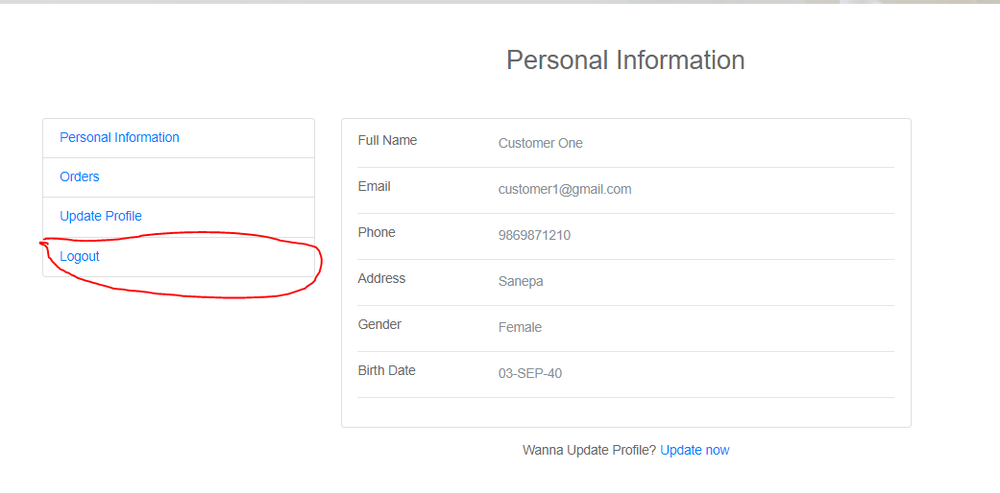 Personal Information
Personal Information
Orders
Update Profile
Logout
Full Name Customer One
Email customer1@gmail.com
Phone 9869871210
Address Sanepa
Gender Female
Birth Date 03-SEP-40
Wanna Update Profile? Update now